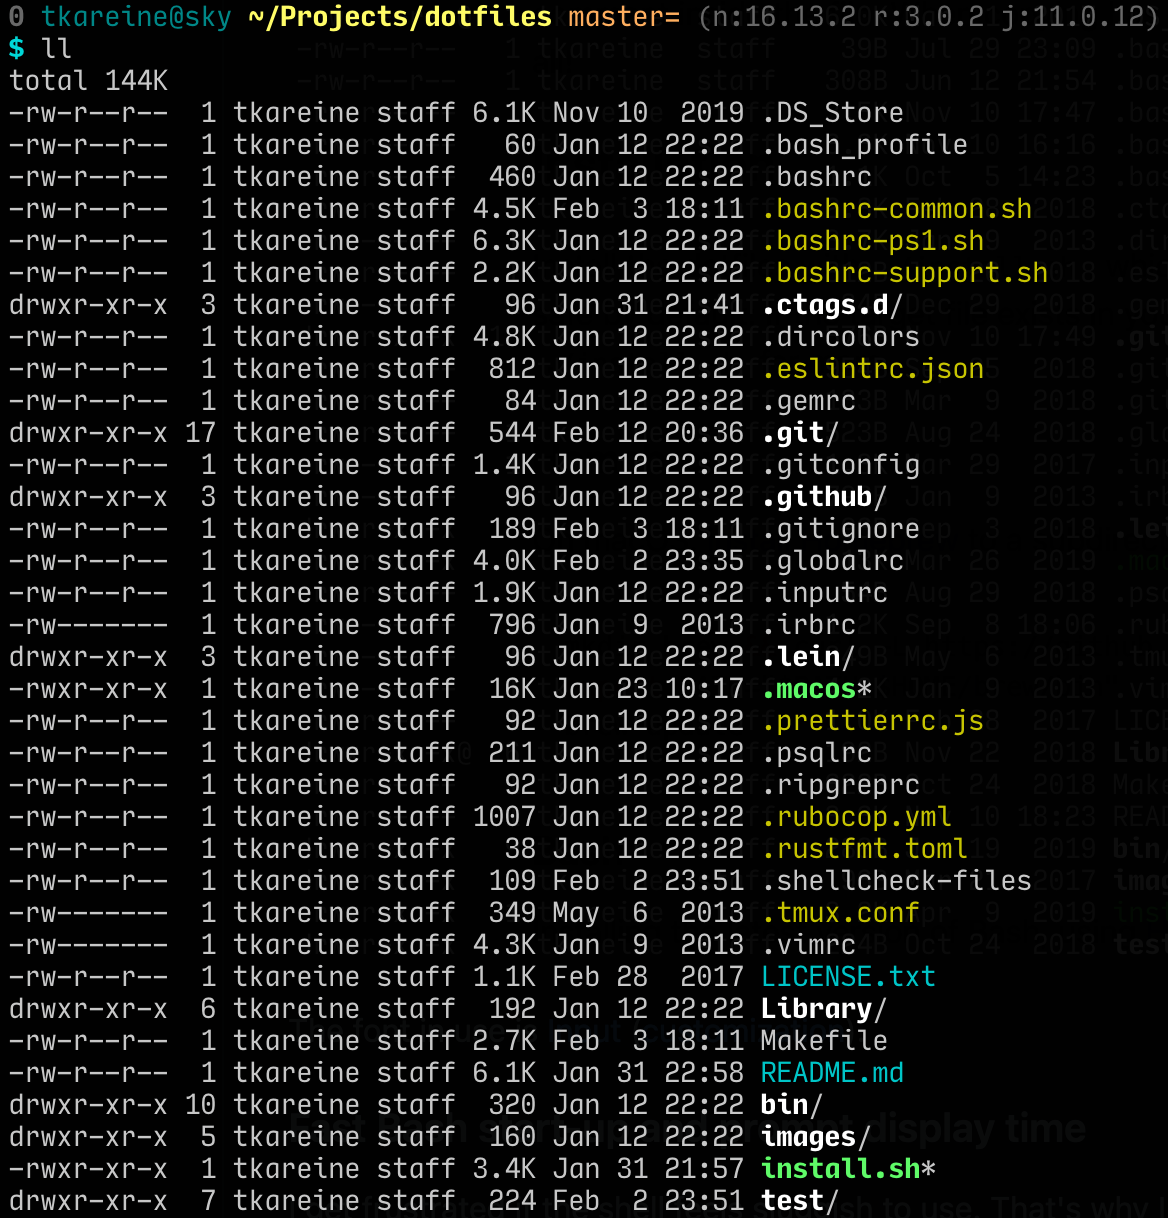 0 tkareine@sky ~/Projects/dotfiles master= (n:16.13.2 r:3.0.2 j:11.0.12)
$ ll
total 144K
-rw-r--r--  1 tkareine staff 6.1K Nov 10  2019 .DS_Store
-rw-r--r--  1 tkareine staff   60 Jan 12 22:22 .bash_profile
-rw-r--r--  1 tkareine staff  460 Jan 12 22:22 .bashrc
-rw-r--r--  1 tkareine staff 4.5K Feb  3 18:11 .bashrc-common.sh
-rw-r--r--  1 tkareine staff 6.3K Jan 12 22:22 .bashrc-ps1.sh
-rw-r--r--  1 tkareine staff 2.2K Jan 12 22:22 .bashrc-support.sh
drwxr-xr-x  3 tkareine staff   96 Jan 31 21:41 .ctags.d/
-rw-r--r--  1 tkareine staff 4.8K Jan 12 22:22 .dircolors
-rw-r--r--  1 tkareine staff  812 Jan 12 22:22 .eslintrc.json
-rw-r--r--  1 tkareine staff   84 Jan 12 22:22 .gemrc
drwxr-xr-x 17 tkareine staff  544 Feb 12 20:36 .git/
-rw-r--r--  1 tkareine staff 1.4K Jan 12 22:22 .gitconfig
drwxr-xr-x  3 tkareine staff   96 Jan 12 22:22 .github/
-rw-r--r--  1 tkareine staff  189 Feb  3 18:11 .gitignore
-rw-r--r--  1 tkareine staff 4.0K Feb  2 23:35 .globalrc
-rw-r--r--  1 tkareine staff 1.9K Jan 12 22:22 .inputrc
-rw-------  1 tkareine staff  796 Jan  9  2013 .irbrc
drwxr-xr-x  3 tkareine staff   96 Jan 12 22:22 .lein/
-rwxr-xr-x  1 tkareine staff  16K Jan 23 10:17 .macos*
-rw-r--r--  1 tkareine staff   92 Jan 12 22:22 .prettierrc.js
-rw-r--r--  1 tkareine staff  211 Jan 12 22:22 .psqlrc
-rw-r--r--  1 tkareine staff   92 Jan 12 22:22 .ripgreprc
-rw-r--r--  1 tkareine staff 1007 Jan 12 22:22 .rubocop.yml
-rw-r--r--  1 tkareine staff   38 Jan 12 22:22 .rustfmt.toml
-rw-r--r--  1 tkareine staff  109 Feb  2 23:51 .shellcheck-files
-rw-------  1 tkareine staff  349 May  6  2013 .tmux.conf
-rw-------  1 tkareine staff 4.3K Jan  9  2013 .vimrc
-rw-r--r--  1 tkareine staff 1.1K Feb 28  2017 LICENSE.txt
drwxr-xr-x  6 tkareine staff  192 Jan 12 22:22 Library/
-rw-r--r--  1 tkareine staff 2.7K Feb  3 18:11 Makefile
-rw-r--r--  1 tkareine staff 6.1K Jan 31 22:58 README.md
drwxr-xr-x 10 tkareine staff  320 Jan 12 22:22 bin/
drwxr-xr-x  5 tkareine staff  160 Jan 12 22:22 images/
-rwxr-xr-x  1 tkareine staff 3.4K Jan 31 21:57 install.sh*
drwxr-xr-x  7 tkareine staff  224 Feb  2 23:51 test/